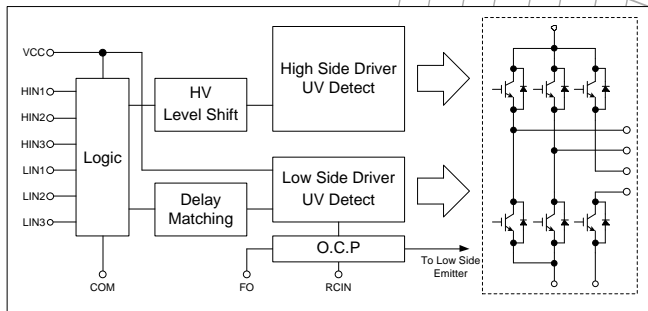 VCC
HIN1
HIN2
HIN3
LIN1
LIN2
LIN3
Logic
HV
Level Shift
High Side Driver
UV Detect
Delay
Matching
Low Side Driver
UV Detect
O.C.P
To Low Side
Emitter
COM
FO
RCIN